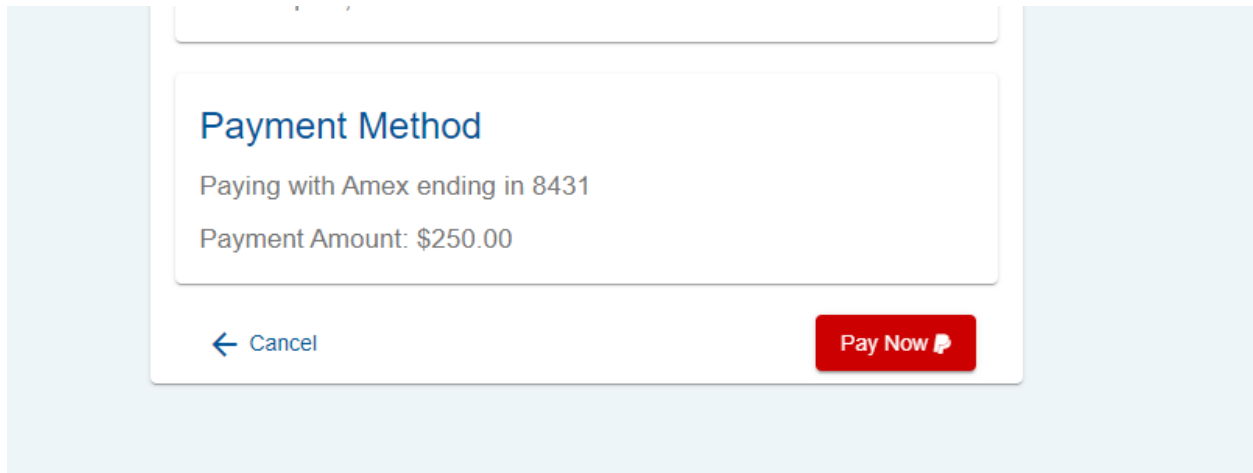 Payment Method
Paying with Amex ending in 8431
Payment Amount: $250.00
Cancel
Pay Now